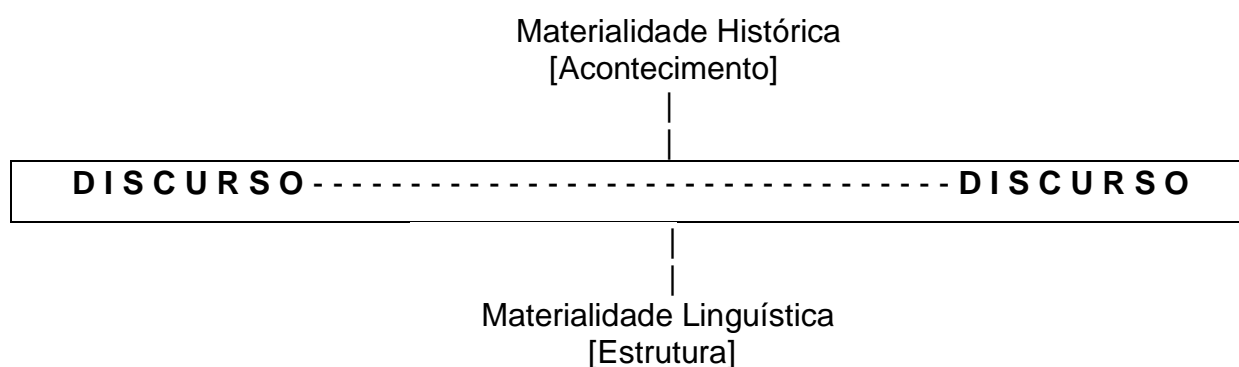 Materialidade Histórica
[Acontecimento]
|
|
D I S C U R S O - - - - - - - - - - - - - - - - - - - - - - - - - - - - - - - - - D I S C U R S O
|
|
Materialidade Linguística
[Estrutura]